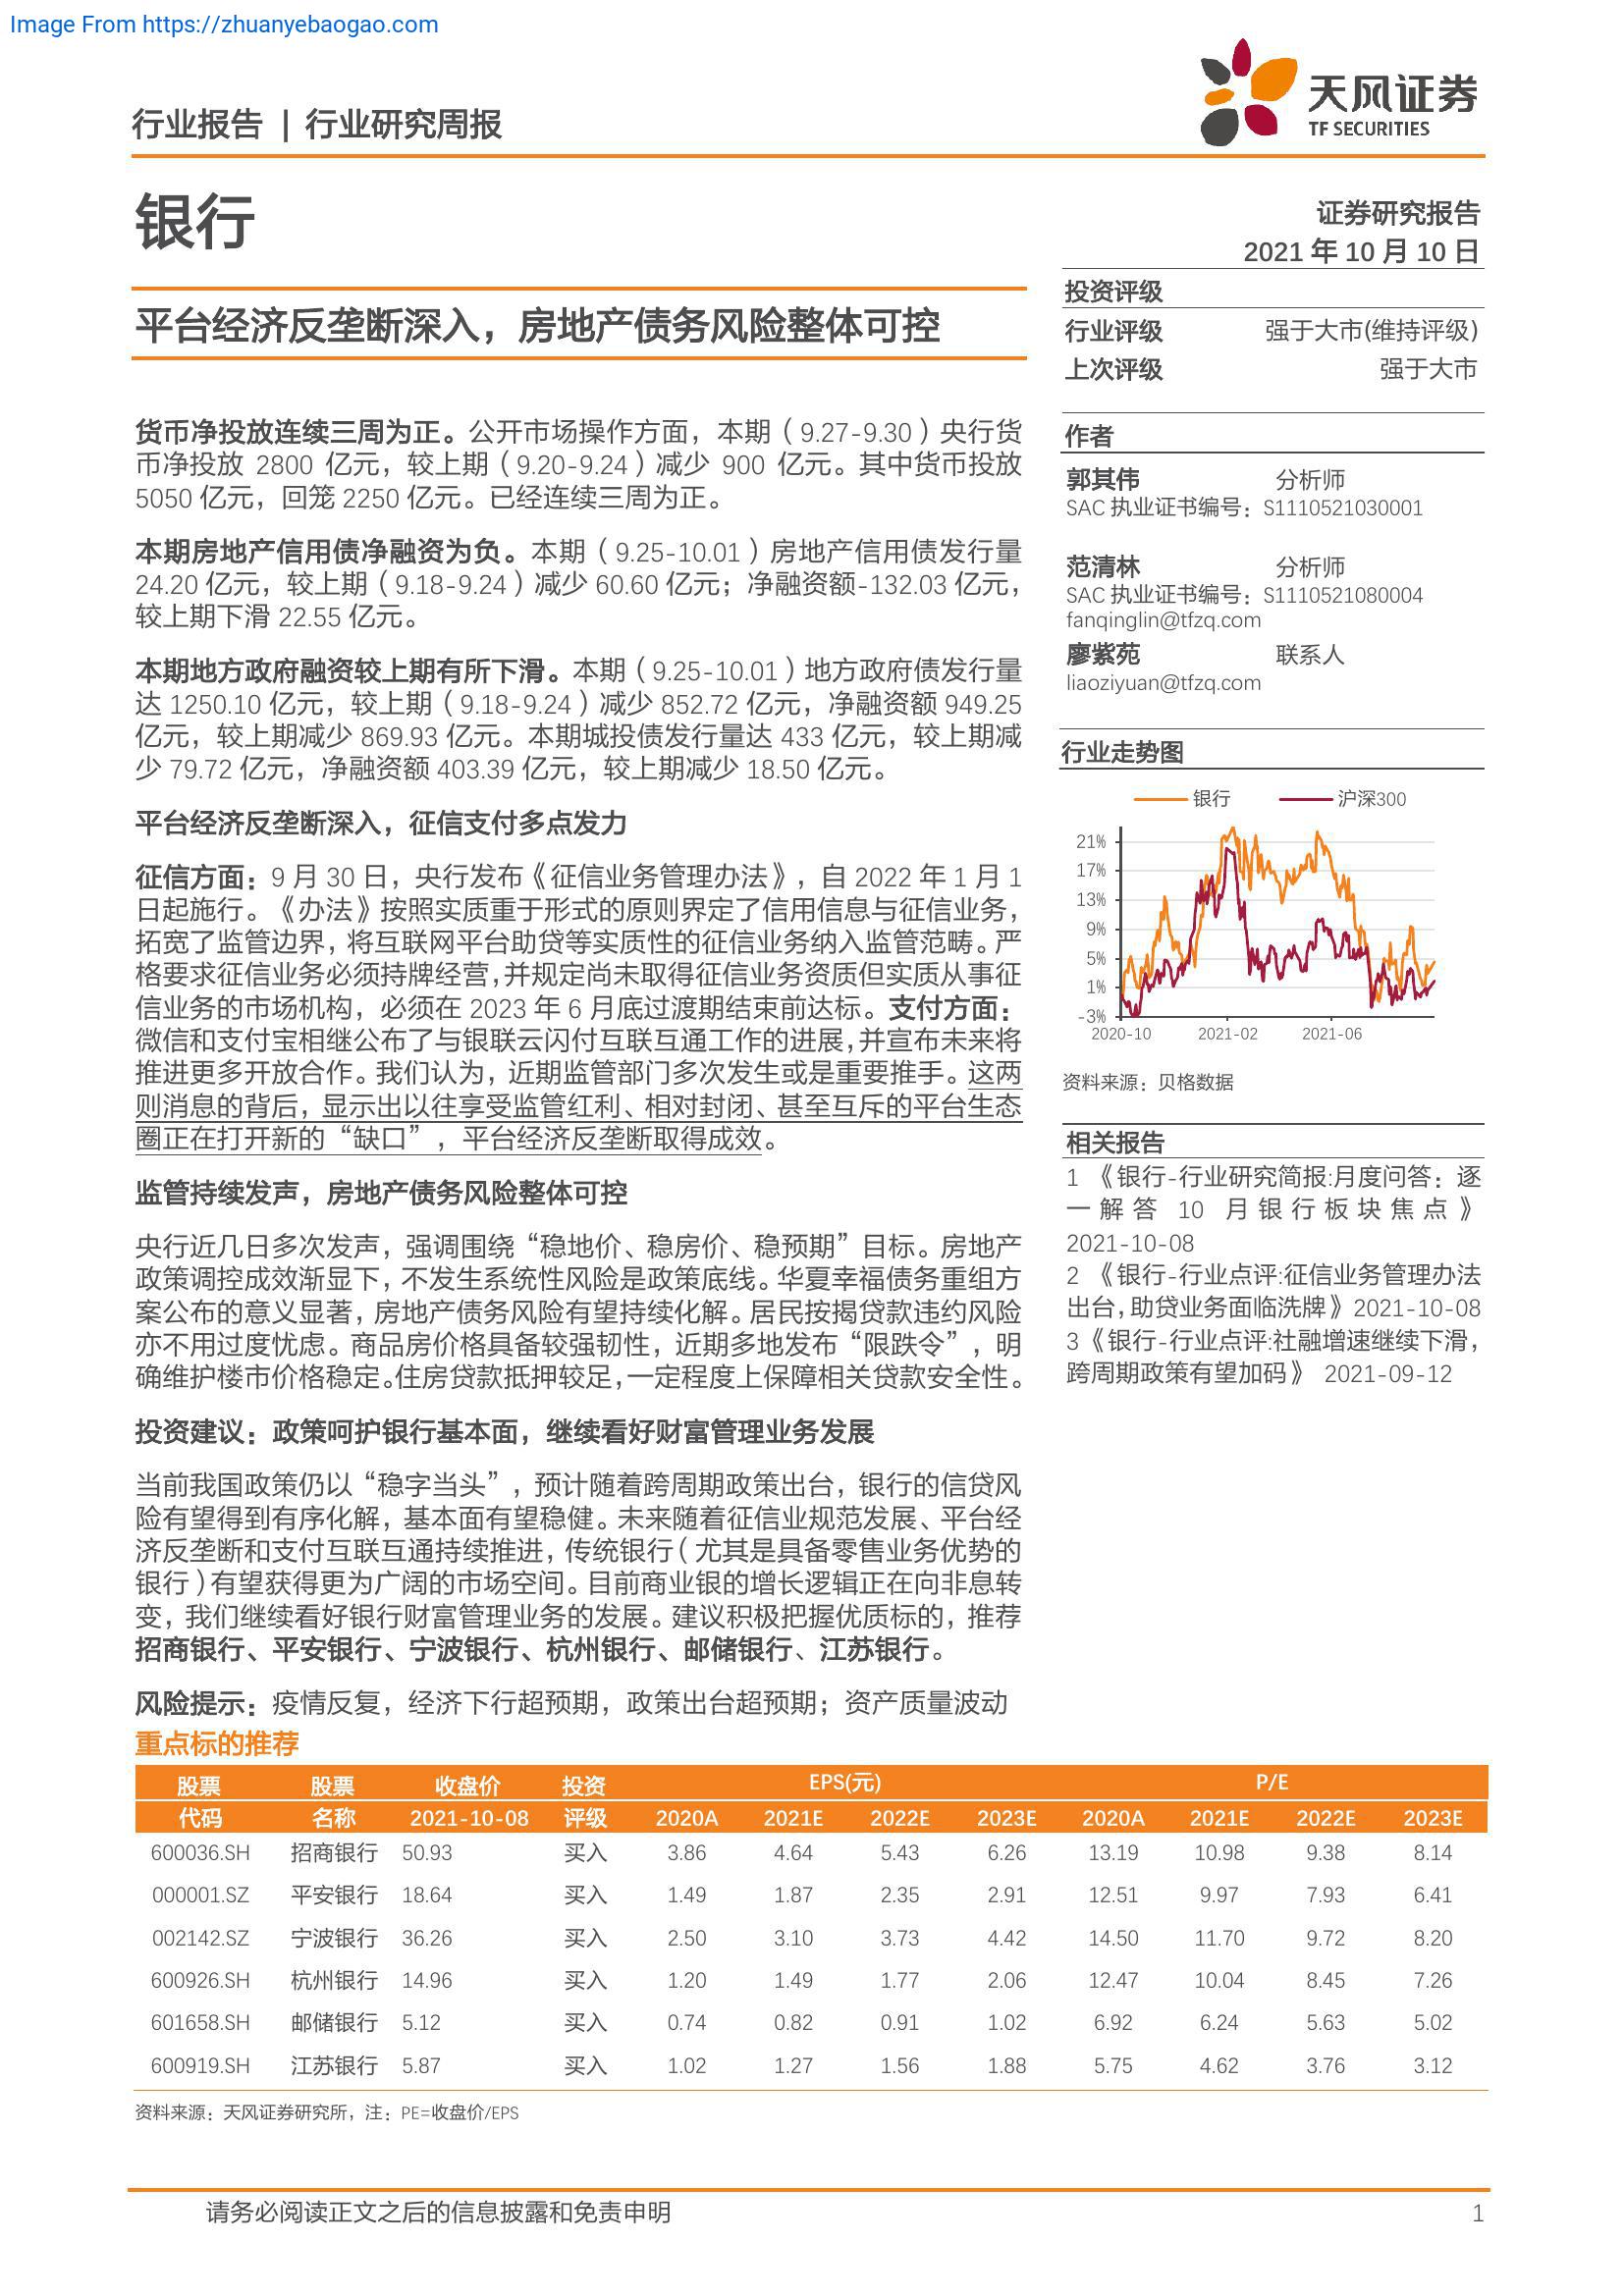 Image From https://zhuanyebaogao.com
天风证券
TF SECURITIES
行业报告 | 行业研究周报
银行
平台经济反垄断深入，房地产债务风险整体可控
货币净投放连续三周为正。公开市场操作方面，本期（9.27-9.30）央行货
币净投放 2800 亿元，较上期（9.20-9.24）减少 900 亿元。其中货币投放
5050 亿元，回笼 2250 亿元。已经连续三周为正。
本期房地产信用债净融资为负。本期（9.25-10.01）房地产信用债发行量
24.20 亿元，较上期（9.18-9.24）减少 60.60 亿元；净融资额-132.03 亿元，
较上期下滑 22.55 亿元。
本期地方政府融资较上期有所下滑。本期（9.25-10.01）地方政府债发行量
达 1250.10 亿元，较上期（9.18-9.24）减少 852.72 亿元，净融资额 949.25
亿元，较上期减少 869.93 亿元。本期城投债发行量达 433 亿元，较上期减
少 79.72 亿元，净融资额 403.39 亿元，较上期减少 18.50 亿元。
平台经济反垄断深入，征信支付多点发力
征信方面：9 月 30 日，央行发布《征信业务管理办法》，自 2022 年 1 月 1
日起施行。《办法》按照实质重于形式的原则界定了信用信息与征信业务，
拓宽了监管边界，将互联网平台助贷等实质性的征信业务纳入监管范畴。严
格要求征信业务必须持牌经营,并规定尚未取得征信业务资质但实质从事征
信业务的市场机构，必须在 2023 年 6 月底过渡期结束前达标。支付方面：
微信和支付宝相继公布了与银联云闪付互联互通工作的进展,并宣布未来将
推进更多开放合作。我们认为，近期监管部门多次发生或是重要推手。这两
则消息的背后，显示出以往享受监管红利、相对封闭、甚至互斥的平台生态
圈正在打开新的“缺口”，平台经济反垄断取得成效。
监管持续发声，房地产债务风险整体可控
央行近几日多次发声，强调围绕“稳地价、稳房价、稳预期”目标。房地产
政策调控成效渐显下，不发生系统性风险是政策底线。华夏幸福债务重组方
案公布的意义显著，房地产债务风险有望持续化解。居民按揭贷款违约风险
亦不用过度忧虑。商品房价格具备较强韧性，近期多地发布“限跌令”，明
确维护楼市价格稳定。住房贷款抵押较足,一定程度上保障相关贷款安全性。
投资建议：政策呵护银行基本面，继续看好财富管理业务发展
当前我国政策仍以“稳字当头”，预计随着跨周期政策出台，银行的信贷风
险有望得到有序化解，基本面有望稳健。未来随着征信业规范发展、平台经
济反垄断和支付互联互通持续推进，传统银行（尤其是具备零售业务优势的
银行）有望获得更为广阔的市场空间。目前商业银的增长逻辑正在向非息转
变，我们继续看好银行财富管理业务的发展。建议积极把握优质标的，推荐
招商银行、平安银行、宁波银行、杭州银行、邮储银行、江苏银行。
风险提示：疫情反复，经济下行超预期，政策出台超预期；资产质量波动
证券研究报告
2021 年 10 月 10 日
投资评级
行业评级 强于大市(维持评级)
上次评级 强于大市
作者
郭其伟 分析师
SAC 执业证书编号：S1110521030001
范清林 分析师
SAC 执业证书编号：S1110521080004
fanqinglin@tfzq.com
廖紫苑 联系人
liaoziyuan@tfzq.com
行业走势图
银行 沪深300
21%
17%
13%
9%
5%
1%
-3%
2020-10 2021-02 2021-06
资料来源：贝格数据
相关报告
1 《银行-行业研究简报:月度问答：逐
一解答 10 月银行板块焦点》
2021-10-08
2 《银行-行业点评:征信业务管理办法
出台,助贷业务面临洗牌》 2021-10-08
3《银行-行业点评:社融增速继续下滑，
跨周期政策有望加码》 2021-09-12
重点标的推荐
股票 股票 收盘价 投资 EPS(元) P/E
代码 名称 2021-10-08 评级 2020A 2021E 2022E 2023E 2020A 2021E 2022E 2023E
600036.SH 招商银行 50.93 买入 3.86 4.64 5.43 6.26 13.19 10.98 9.38 8.14
000001.SZ 平安银行 18.64 买入 1.49 1.87 2.35 2.91 12.51 9.97 7.93 6.41
002142.SZ 宁波银行 36.26 买入 2.50 3.10 3.73 4.42 14.50 11.70 9.72 8.20
600926.SH 杭州银行 14.96 买入 1.20 1.49 1.77 2.06 12.47 10.04 8.45 7.26
601658.SH 邮储银行 5.12 买入 0.74 0.82 0.91 1.02 6.92 6.24 5.63 5.02
600919.SH 江苏银行 5.87 买入 1.02 1.27 1.56 1.88 5.75 4.62 3.76 3.12
资料来源：天风证券研究所，注：PE=收盘价/EPS
请务必阅读正文之后的信息披露和免责申明 1